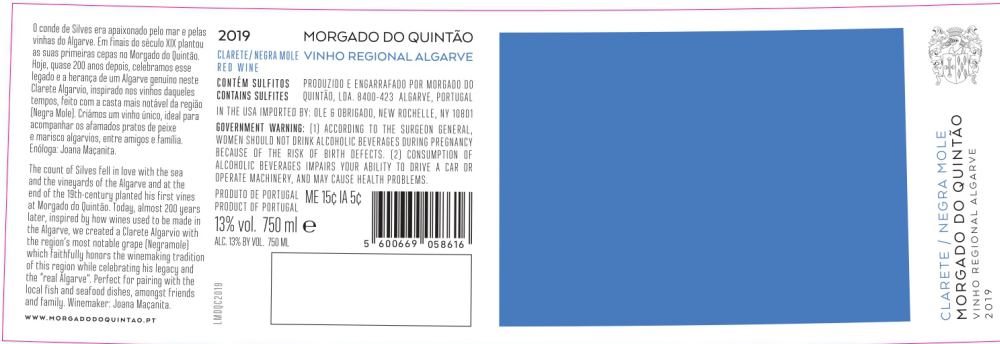 O conde de Silves era apaixonado pelo mar e pelas
vinhas do Algarve. Em finais do século XIX plantou
as suas primeiras cepas no Morgado do Quintão.
Hoje, quase 200 anos depois, celebramos esse
legado e a herança de um Algarve genuíno neste
Clarete Algarvio, inspirado nos vinhos daqueles
tempos, feito com a casta mais notável da região
(Negra Mole). Criámos um vinho único, ideal para
acompanhar os afamados pratos de peixe
e marisco algarvios, entre amigos e família.
Enóloga: Joana Maçanita.
The count of Silves fell in love with the sea
and the vineyards of the Algarve and at the
end of the 19th-century planted his first vines
at Morgado do Quintão. Today, almost 200 years
later, inspired by how wines used to be made in
the Algarve, we created a Clarete Algarvio with
the region's most notable grape (Negramole)
which faithfully honors the winemaking tradition
of this region while celebrating his legacy and
the "real Algarve". Perfect for pairing with the
local fish and seafood dishes, amongst friends
and family. Winemaker: Joana Maçanita.
WWW.MORGADODOQUINTAO.PT
2019 MORGADO DO QUINTÃO
CLARETE/NEGRA MOLE VINHO REGIONAL ALGARVE
RED WINE
CONTÉM SULFITOS PRODUZIDO E ENGARRAFADO POR MORGADO DO
CONTAINS SULFITES QUINTÃO, LDA. 8400-423 ALGARVE, PORTUGAL
IN THE USA IMPORTED BY: OLE & OBRIGADO, NEW ROCHELLE, NY 10801
GOVERNMENT WARNING: (1) ACCORDING TO THE SURGEON GENERAL,
WOMEN SHOULD NOT DRINK ALCOHOLIC BEVERAGES DURING PREGNANCY
BECAUSE OF THE RISK OF BIRTH DEFECTS. (2) CONSUMPTION OF
ALCOHOLIC BEVERAGES IMPAIRS YOUR ABILITY TO DRIVE A CAR OR
OPERATE MACHINERY, AND MAY CAUSE HEALTH PROBLEMS.
PRODUTO DE PORTUGAL ME 15¢ IA 5¢
PRODUCT OF PORTUGAL
13% vol. 750 ml e
ALC. 13% BY VOL. 750 ML
5 600669 058616
LMDQC2019
CLARETE / NEGRA MOLE
MORGADO DO QUINTÃO
VINHO REGIONAL ALGARVE
2019